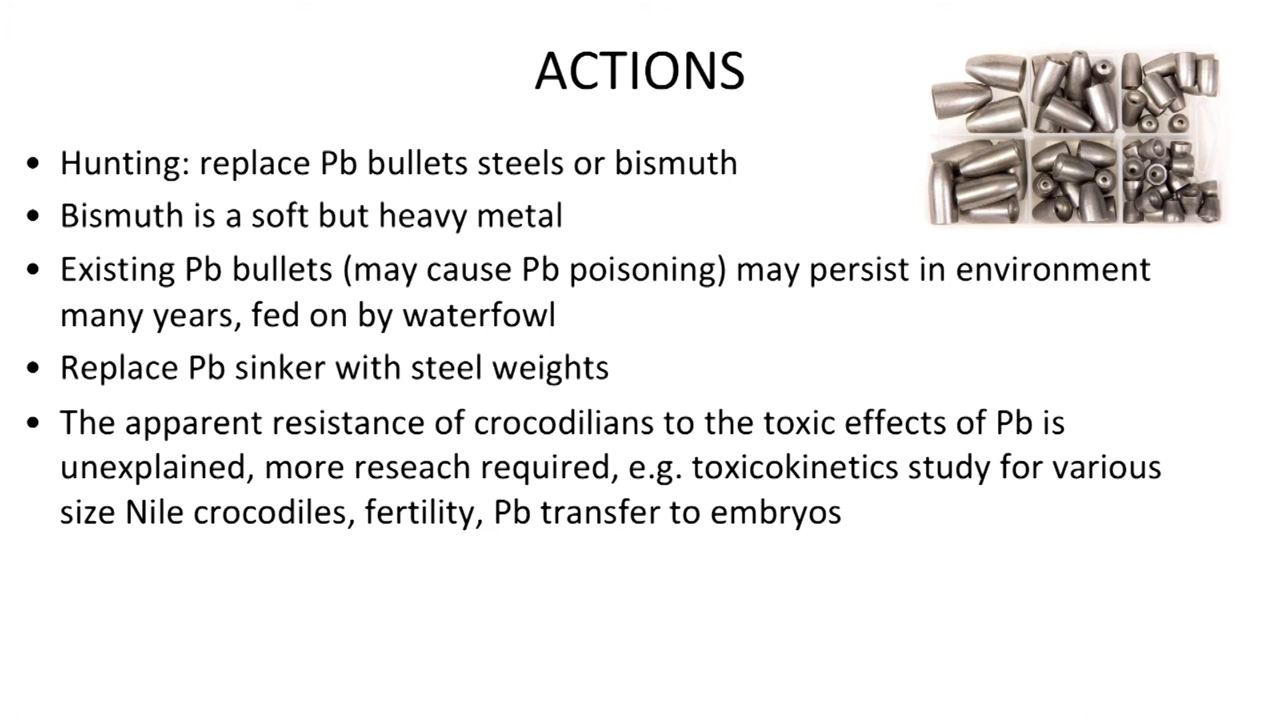 ACTIONS
• Hunting: replace Pb bullets steels or bismuth
• Bismuth is a soft but heavy metal
• Existing Pb bullets (may cause Pb poisoning) may persist in environment
many years, fed on by waterfowl
• Replace Pb sinker with steel weights
• The apparent resistance of crocodilians to the toxic effects of Pb is
unexplained, more reseach required, e.g. toxicokinetics study for various
size Nile crocodiles, fertility, Pb transfer to embryos